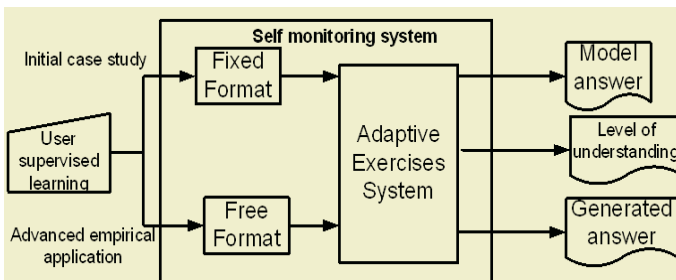 Self monitoring system
Initial case study
Fixed
Format
Model
answer
User
supervised
learning
Adaptive
Exercises
System
Level of
understanding
Free
Format
Generated
answer
Advanced empirical
application